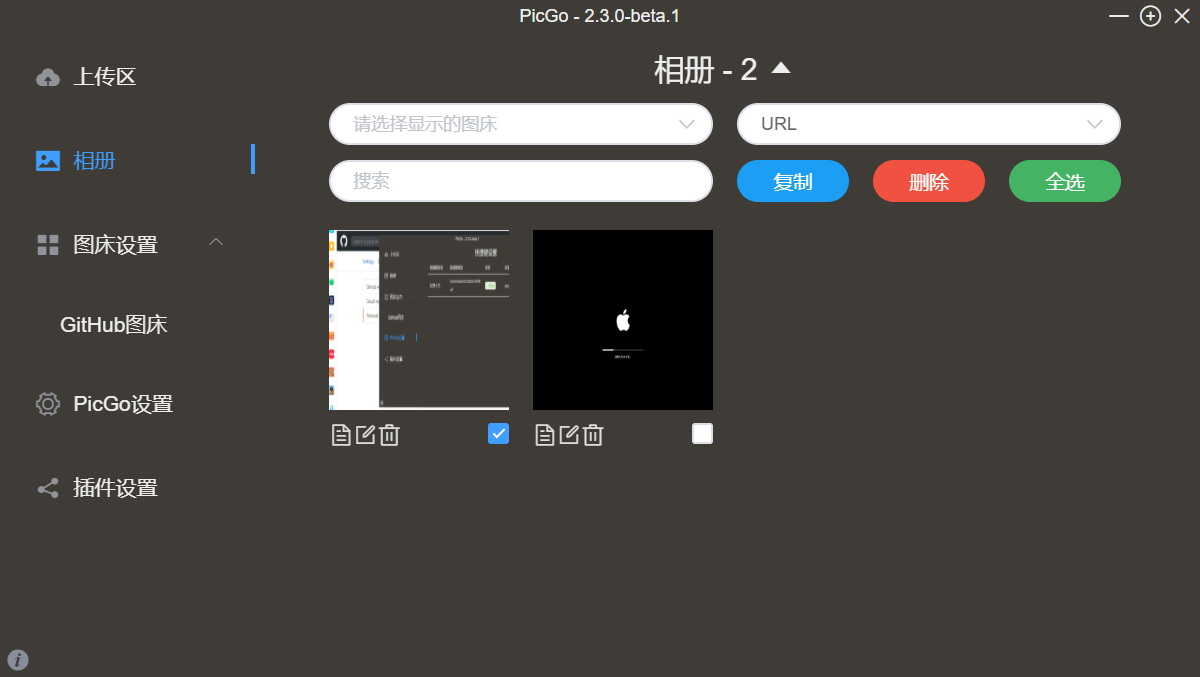 PicGo - 2.3.0-beta.1
上传区
相册
图床设置
GitHub图床
PicGo设置
插件设置
相册 - 2
请选择显示的图床
URL
搜索
复制
删除
全选